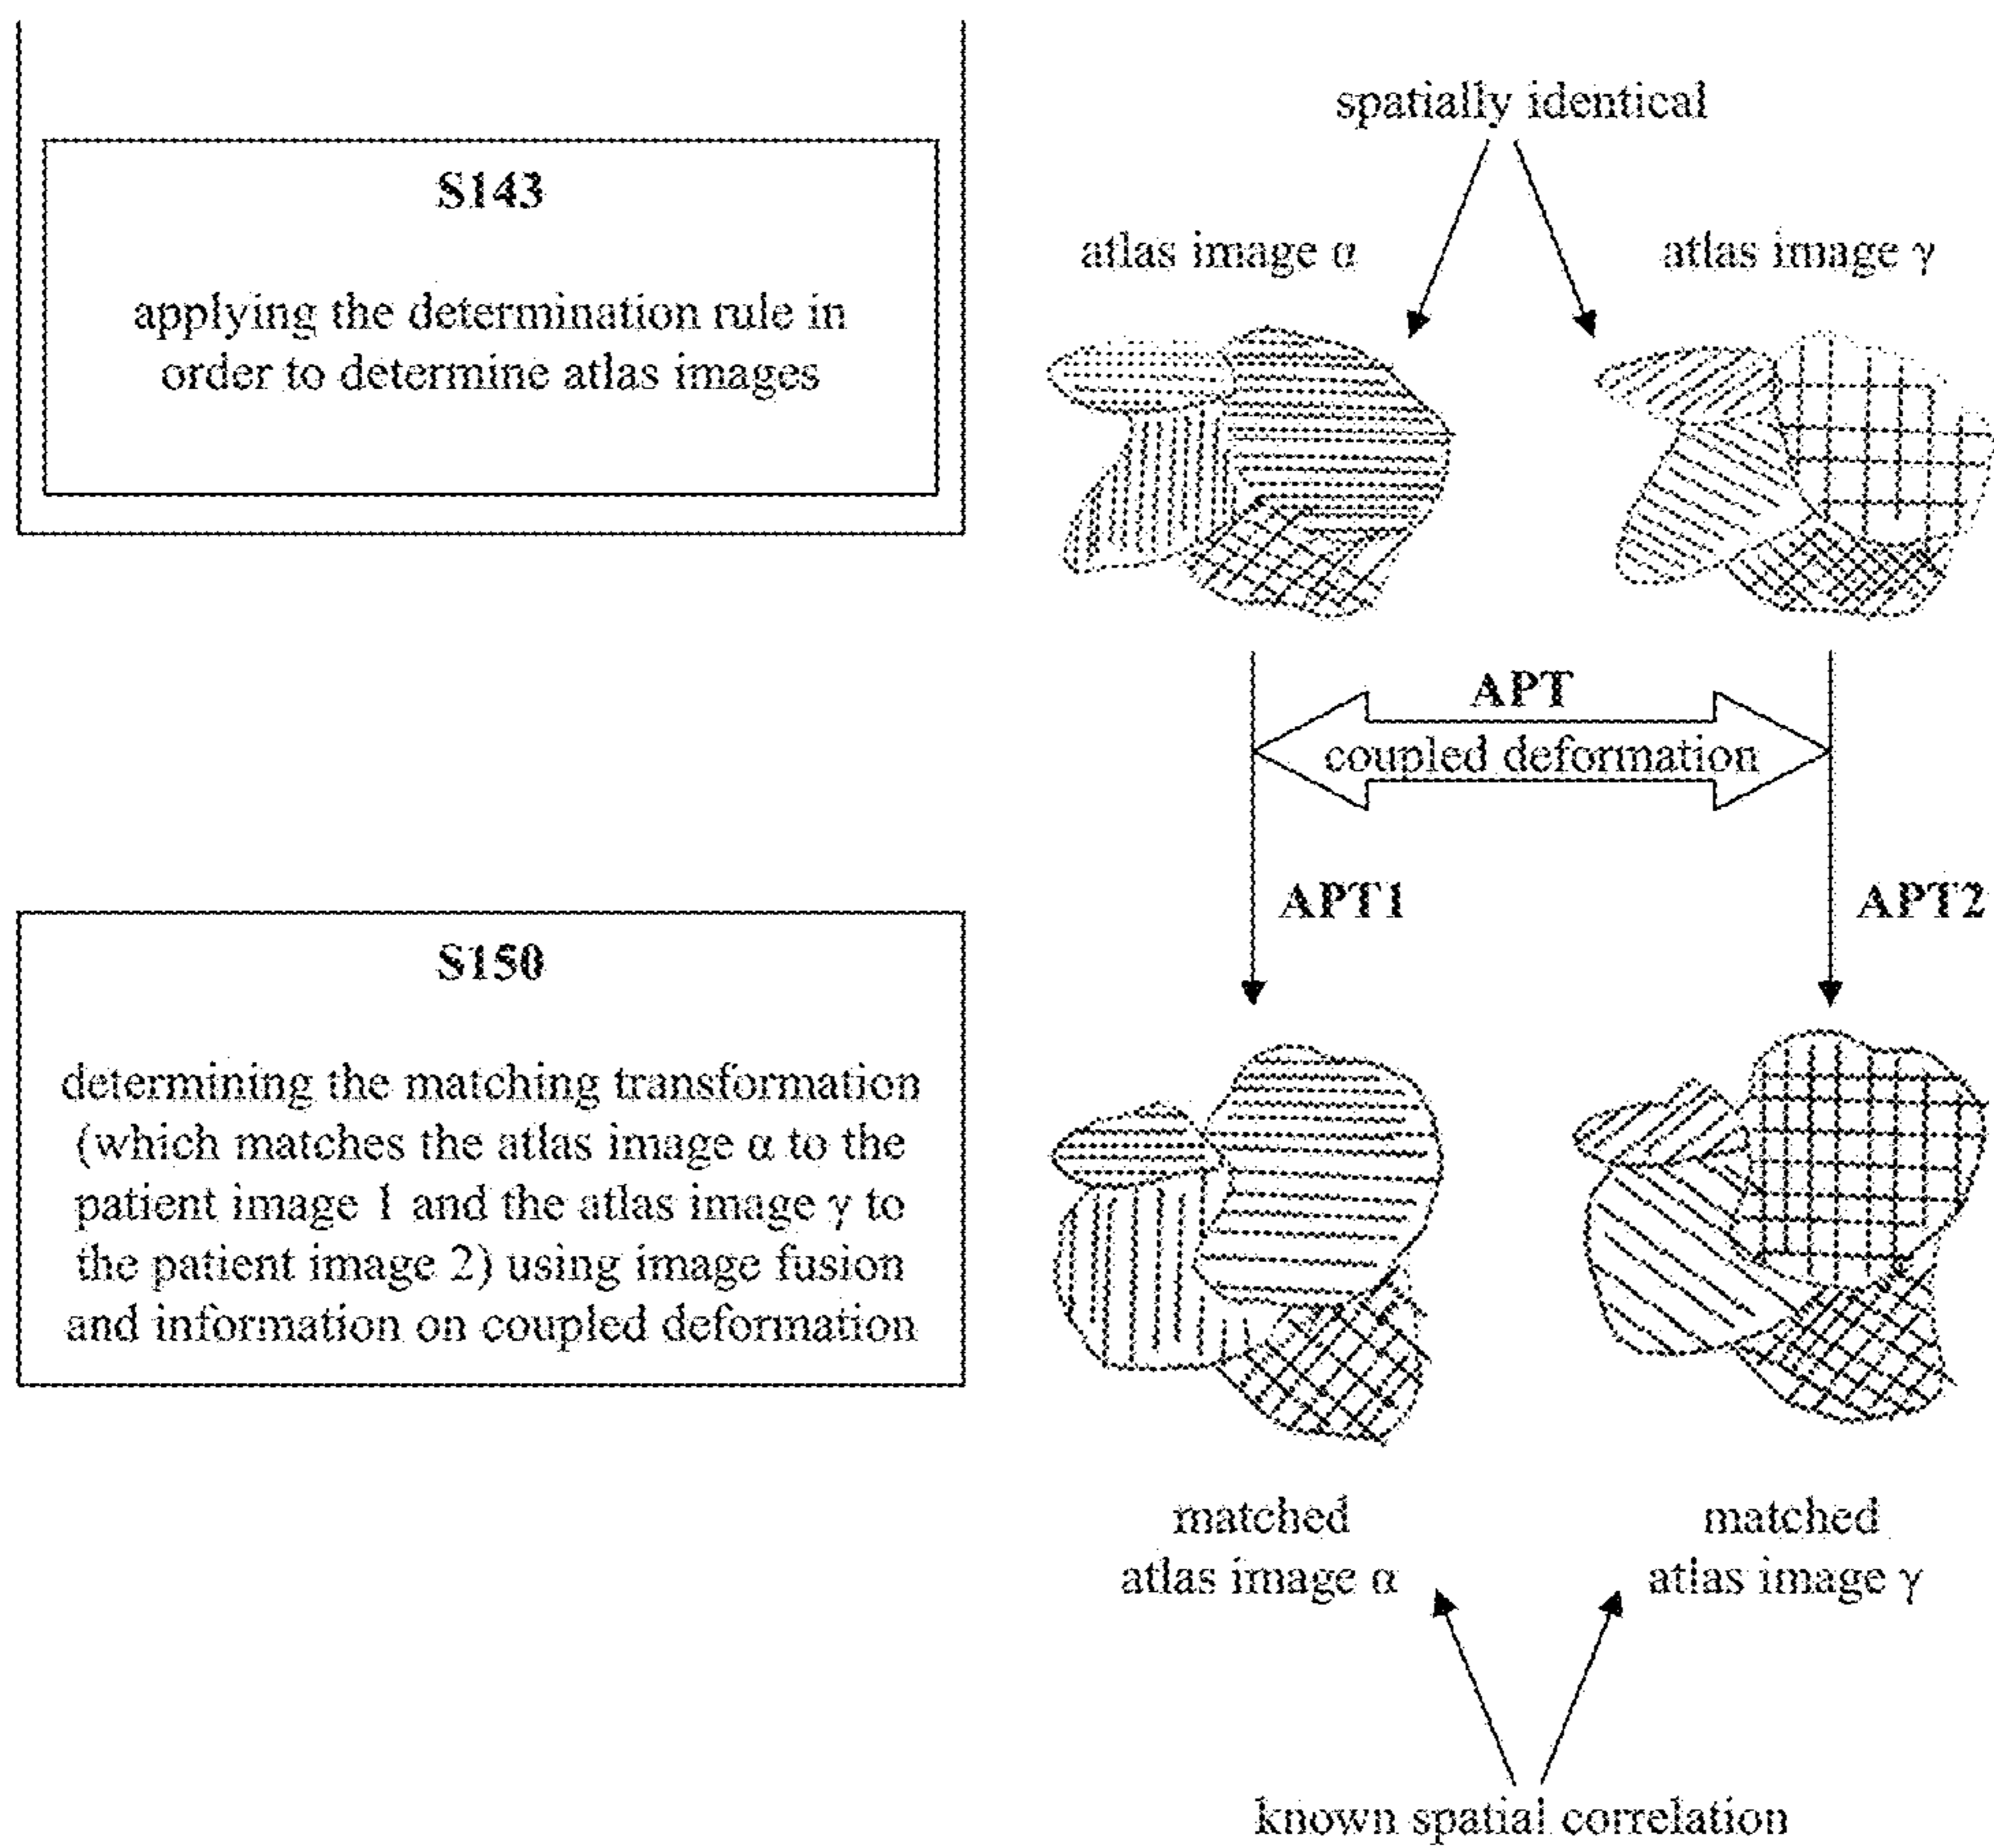 spatially identical
S143
applying the determination rule in
order to determine atlas images
atlas image α
atlas image γ
APT
coupled deformation
APT1
APT2
S150
determining the matching transformation
(which matches the atlas image α to the
patient image 1 and the atlas image γ to
the patient image 2) using image fusion
and information on coupled deformation
matched
atlas image α
matched
atlas image γ
known spatial correlation